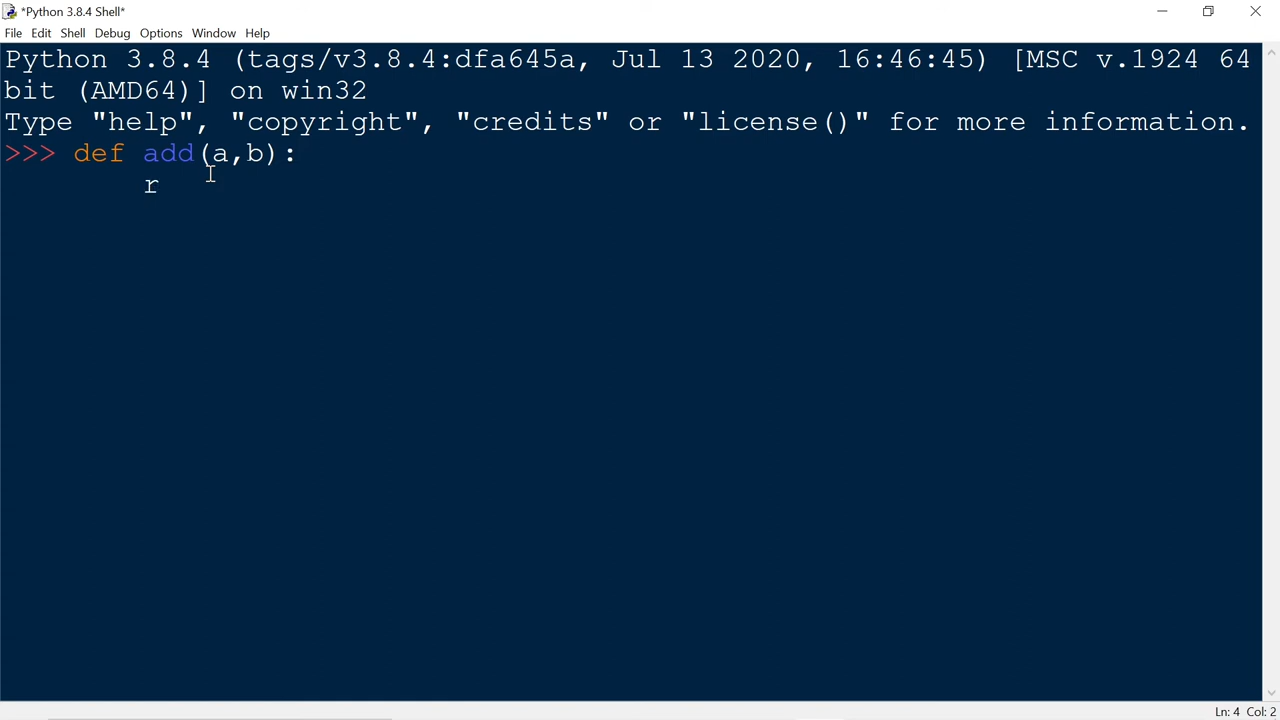 *Python 3.8.4 Shell*
File Edit Shell Debug Options Window Help
Python 3.8.4 (tags/v3.8.4:dfa645a, Jul 13 2020, 16:46:45) [MSC v.1924 64
bit (AMD64)] on win32
Type "help", "copyright", "credits" or "license()" for more information.
>>> def add(a,b):
r
Ln: 4 Col: 2